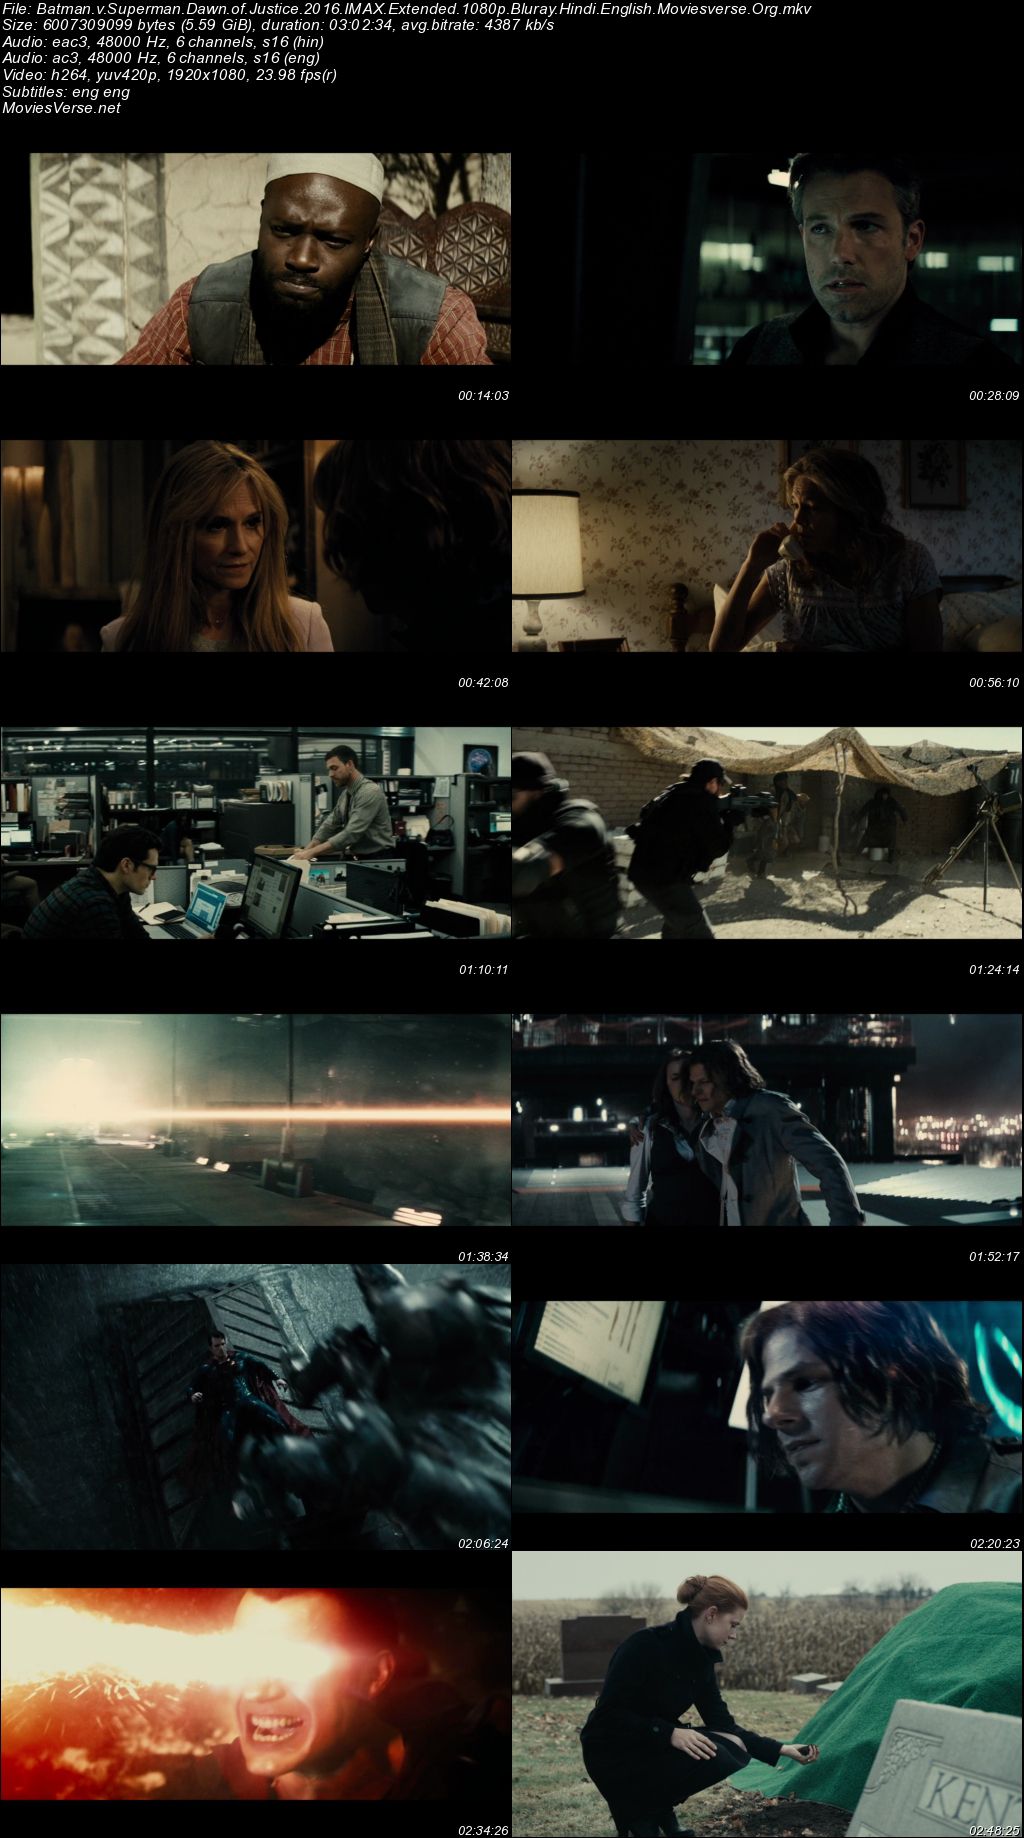 File: Batman.v.Superman.Dawn.of.Justice.2016.IMAX.Extended.1080p.Bluray.Hindi.English.Moviesverse.Org.mkv
Size: 6007309099 bytes (5.59 GiB), duration: 03:02:34, avg.bitrate: 4387 kb/s
Audio: eac3, 48000 Hz, 6 channels, s16 (hin)
Audio: ac3, 48000 Hz, 6 channels, s16 (eng)
Video: h264, yuv420p, 1920x1080, 23.98 fps(r)
Subtitles: eng eng
MoviesVerse.net
00:14:03
00:28:09
00:42:08
00:56:10
01:10:11
01:24:14
01:38:34
01:52:17
02:06:24
02:20:23
02:34:26
KENT
02:48:25